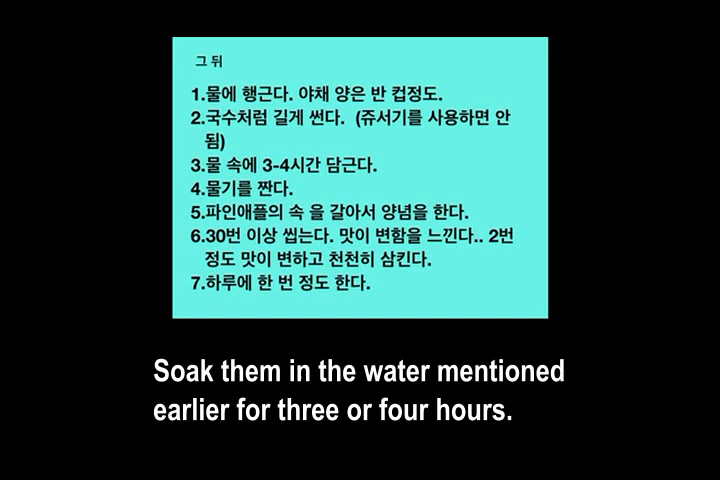 그 뒤
1.물에 행군다. 야채 양은 반 컵정도.
2.국수처럼 길게 썬다. (쥬서기를 사용하면 안
됨)
3.물 속에 3-4시간 담근다.
4.물기를 짠다.
5.파인애플의 속 을 갈아서 양념을 한다.
6.30번 이상 씹는다. 맛이 변함을 느낀다.. 2번
정도 맛이 변하고 천천히 삼킨다.
7.하루에 한 번 정도 한다.
Soak them in the water mentioned
earlier for three or four hours.